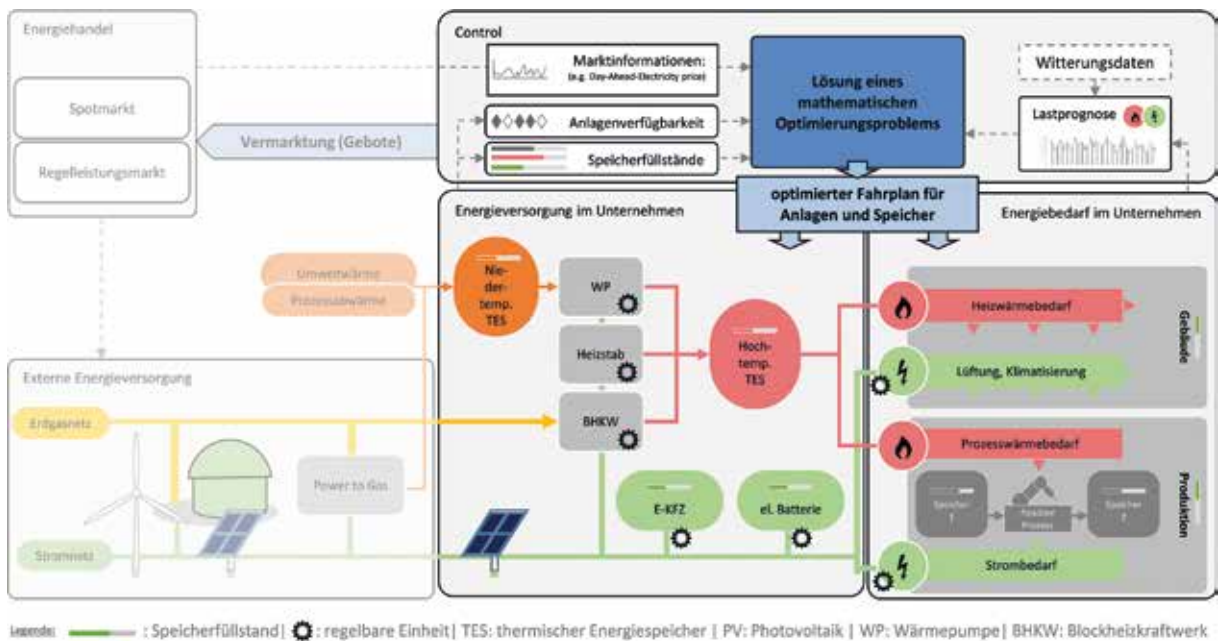 Energiehandel
Spotmarkt
Regelleistungsmarkt
Vermarktung (Gebote)
Control
Marktinformationen:
(e.g. Day-Ahead-Electricity price)
Anlagenverfügbarkeit
Speicherfüllstände
Lösung eines
mathematischen
Optimierungsproblems
Witterungsdaten
Lastprognose
optimierter Fahrplan für
Anlagen und Speicher
Energieversorgung im Unternehmen
Energiebedarf im Unternehmen
Umweltwärme
Prozessabwärme
Nie-
der-
temp.
TES
WP
Heizstab
BHKW
Hoch-
temp.
TES
Heizwärmebedarf
Lüftung, Klimatisierung
Gebäude
Externe Energieversorgung
Erdgasnetz
Power to Gas
Stromnetz
E-KFZ
el. Batterie
Prozesswärmebedarf
Speicher
Speicher
Prozess
Produktion
Strombedarf
Legende: : Speicherfüllstand| : regelbare Einheit| TES: thermischer Energiespeicher | PV: Photovoltaik | WP: Wärmepumpe| BHKW: Blockheizkraftwerk